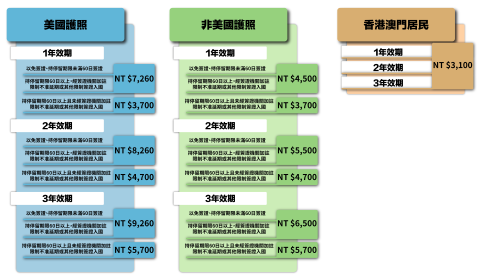 美國護照
1年效期
以免簽證、持停留期限未滿60日簽證
持停留期限60日以上，經簽證機關加註
限制不准延期或其他限制簽證入國
NT $7,260
持停留期限60日以上且未經簽證機關加註
限制不准延期或其他限制簽證入國
NT $3,700
2年效期
以免簽證、持停留期限未滿60日簽證
持停留期限60日以上，經簽證機關加註
限制不准延期或其他限制簽證入國
NT $8,260
持停留期限60日以上且未經簽證機關加註
限制不准延期或其他限制簽證入國
NT $4,700
3年效期
以免簽證、持停留期限未滿60日簽證
持停留期限60日以上，經簽證機關加註
限制不准延期或其他限制簽證入國
NT $9,260
持停留期限60日以上且未經簽證機關加註
限制不准延期或其他限制簽證入國
NT $5,700
非美國護照
1年效期
以免簽證、持停留期限未滿60日簽證
持停留期限60日以上，經簽證機關加註
限制不准延期或其他限制簽證入國
NT $4,500
持停留期限60日以上且未經簽證機關加註
限制不准延期或其他限制簽證入國
NT $3,700
2年效期
以免簽證、持停留期限未滿60日簽證
持停留期限60日以上，經簽證機關加註
限制不准延期或其他限制簽證入國
NT $5,500
持停留期限60日以上且未經簽證機關加註
限制不准延期或其他限制簽證入國
NT $4,700
3年效期
以免簽證、持停留期限未滿60日簽證
持停留期限60日以上，經簽證機關加註
限制不准延期或其他限制簽證入國
NT $6,500
持停留期限60日以上且未經簽證機關加註
限制不准延期或其他限制簽證入國
NT $5,700
香港澳門居民
1年效期
2年效期
3年效期
NT $3,100